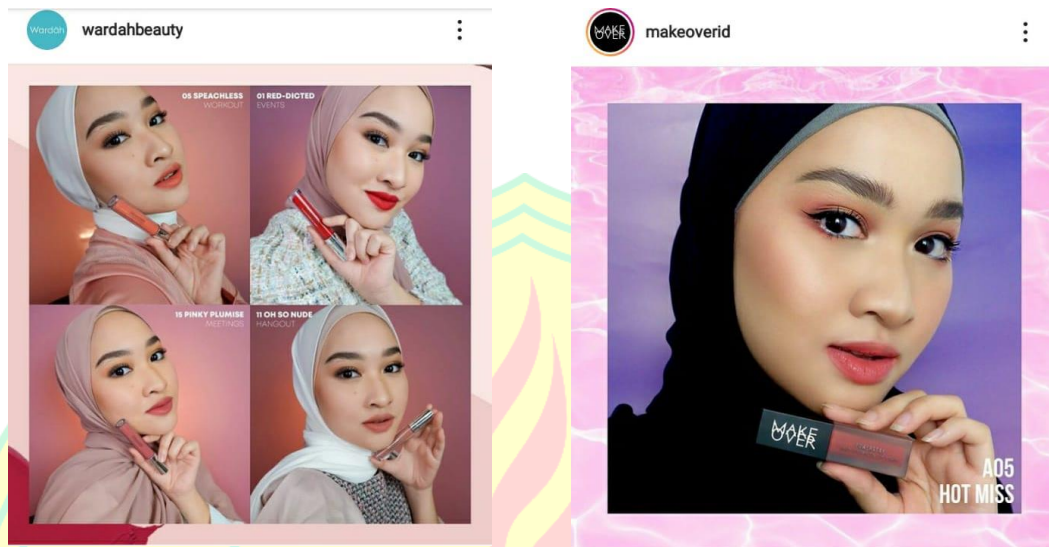 Wardah
wardahbeauty
05 SPEACHLESS
WORKOUT
01 RED-DICTED
EVENTS
15 PINKY PLUMISE
MEETINGS
11 OH SO NUDE
HANGOUT
MAKE
OVER
makeoverid
MAKE
OVER
A05
HOT MISS